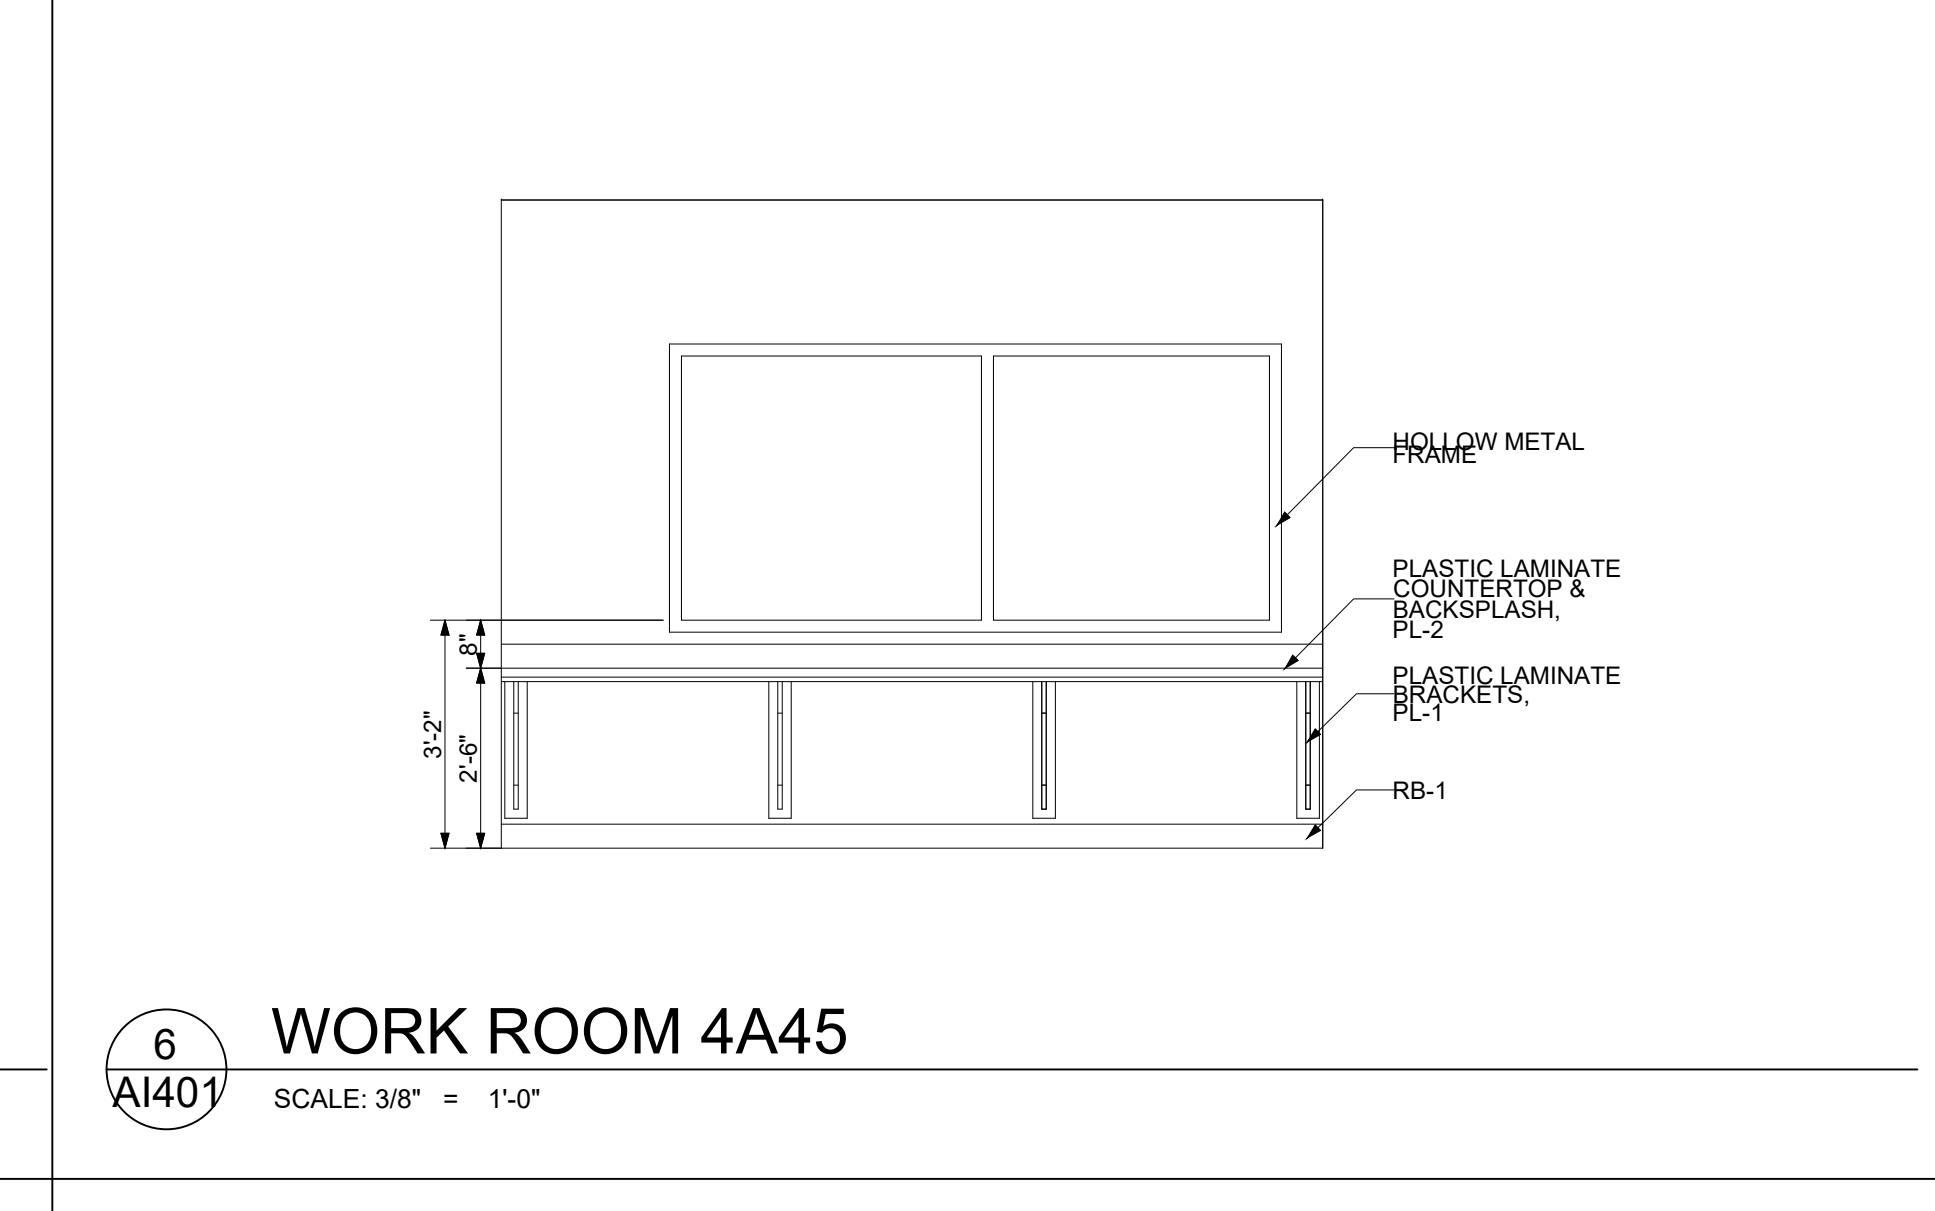 HOLLOW METAL
FRAME
PLASTIC LAMINATE
COUNTERTOP &
BACKSPLASH,
PL-2
8"
PLASTIC LAMINATE
BRACKETS,
PL-1
3'-2"
2'-6"
RB-1
6
AI401
WORK ROOM 4A45
SCALE: 3/8" = 1'-0"